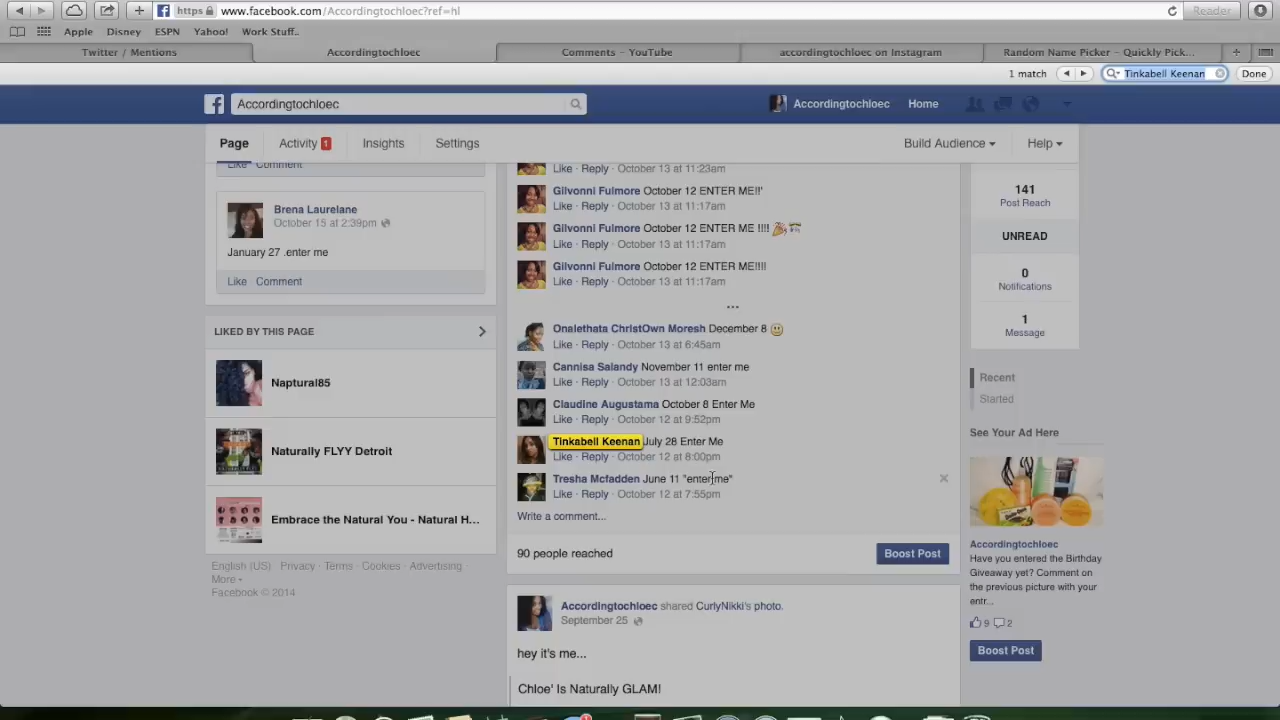 https www.facebook.com/Accordingtochloec?ref=hl
Reader
Apple Disney ESPN Yahoo! Work Stuff..
Twitter / Mentions
Accordingtochloec
Comments – YouTube
accordingtochloec on Instagram
Random Name Picker – Quickly Pick...
1 match
Tinkabell Keenan
Done
Accordingtochloec
Accordingtochloec Home
Page
Activity 1
Insights
Settings
Build Audience
Help
Like · Comment
Brena Laurelane
October 15 at 2:39pm
January 27 .enter me
Like Comment
LIKED BY THIS PAGE
Naptural85
Naturally FLYY Detroit
Embrace the Natural You - Natural H...
English (US) · Privacy · Terms · Cookies · Advertising ·
More
Facebook © 2014
Like · Reply · October 13 at 11:23am
Gilvonni Fulmore October 12 ENTER ME!!'
Like · Reply · October 13 at 11:17am
Gilvonni Fulmore October 12 ENTER ME !!!! 🎉🎊
Like · Reply · October 13 at 11:17am
Gilvonni Fulmore October 12 ENTER ME!!!!
Like · Reply · October 13 at 11:17am
...
Onalethata ChristOwn Moresh December 8 😃
Like · Reply · October 13 at 6:45am
Cannisa Salandy November 11 enter me
Like · Reply · October 13 at 12:03am
Claudine Augustama October 8 Enter Me
Like · Reply · October 12 at 9:52pm
Tinkabell Keenan July 28 Enter Me
Like · Reply · October 12 at 8:00pm
Tresha Mcfadden June 11 "enter me"
Like · Reply · October 12 at 7:55pm
Write a comment...
90 people reached
Boost Post
Accordingtochloec shared CurlyNikki's photo.
September 25
hey it's me...
Chloe' Is Naturally GLAM!
141
Post Reach
UNREAD
0
Notifications
1
Message
Recent
Started
See Your Ad Here
Accordingtochloec
Have you entered the Birthday
Giveaway yet? Comment on
the previous picture with your
entr...
9 2
Boost Post